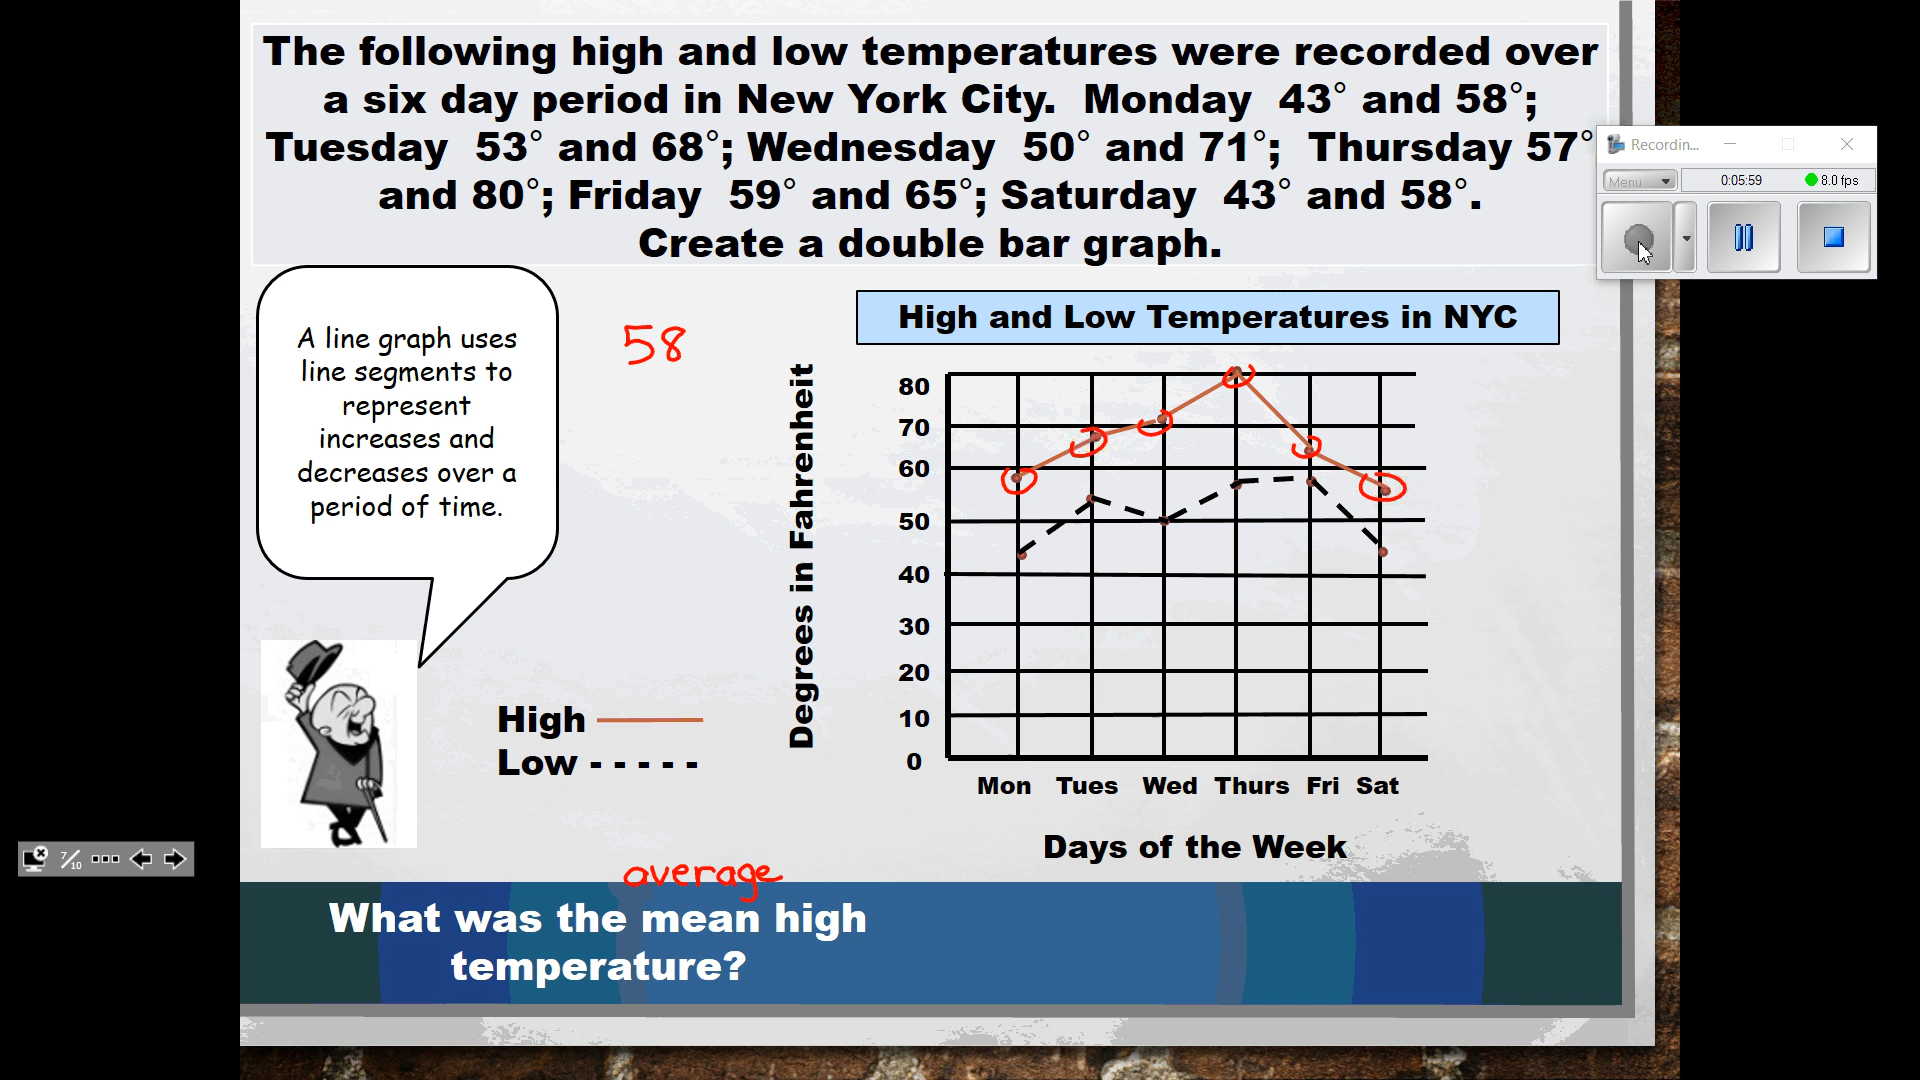 The following high and low temperatures were recorded over
a six day period in New York City. Monday 43° and 58°;
Tuesday 53° and 68°; Wednesday 50° and 71°; Thursday 57°
and 80°; Friday 59° and 65°; Saturday 43° and 58°.
Create a double bar graph.
Recordin...
Menu
0:05:59
8.0 fps
A line graph uses
line segments to
represent
increases and
decreases over a
period of time.
58
High and Low Temperatures in NYC
Degrees in Fahrenheit
80
70
60
50
40
30
20
10
0
Mon Tues Wed Thurs Fri Sat
Days of the Week
High
Low
7/10
average
What was the mean high
temperature?